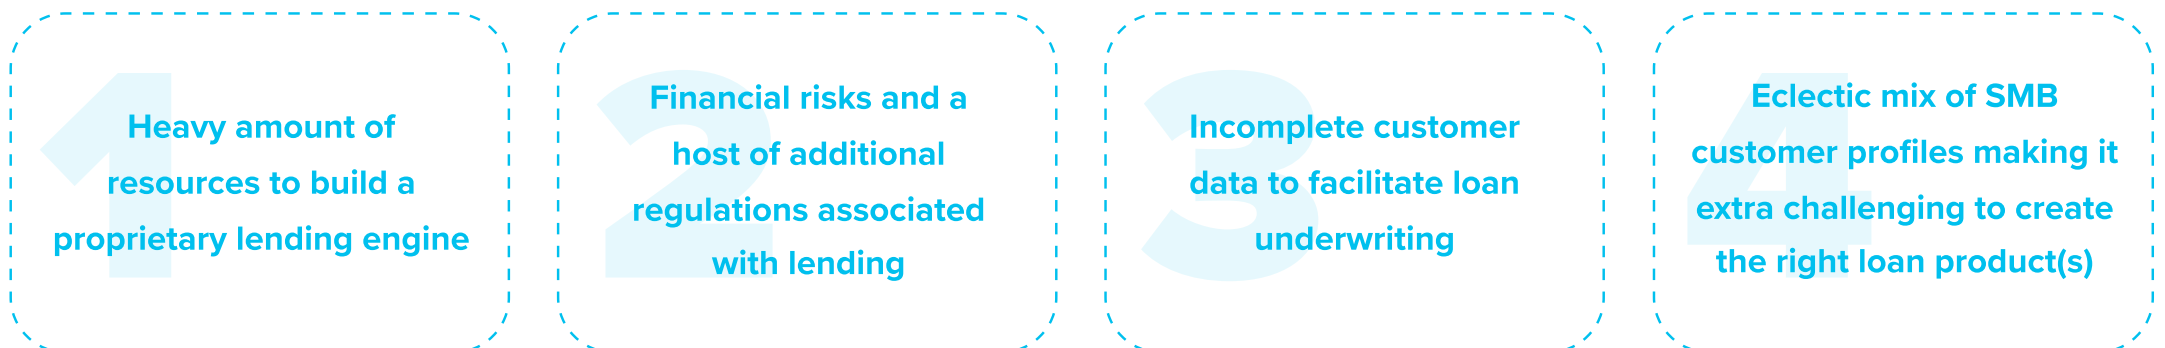 1
Heavy amount of
resources to build a
proprietary lending engine
2
Financial risks and a
host of additional
regulations associated
with lending
3
Incomplete customer
data to facilitate loan
underwriting
4
Eclectic mix of SMB
customer profiles making it
extra challenging to create
the right loan product(s)